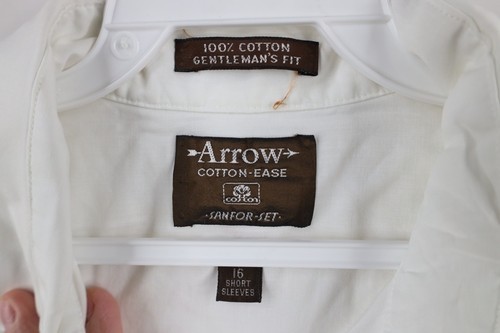 100% COTTON
GENTLEMAN'S FIT
Arrow
COTTON-EASE
cotton
SANFOR-SET
16
SHORT
SLEEVES